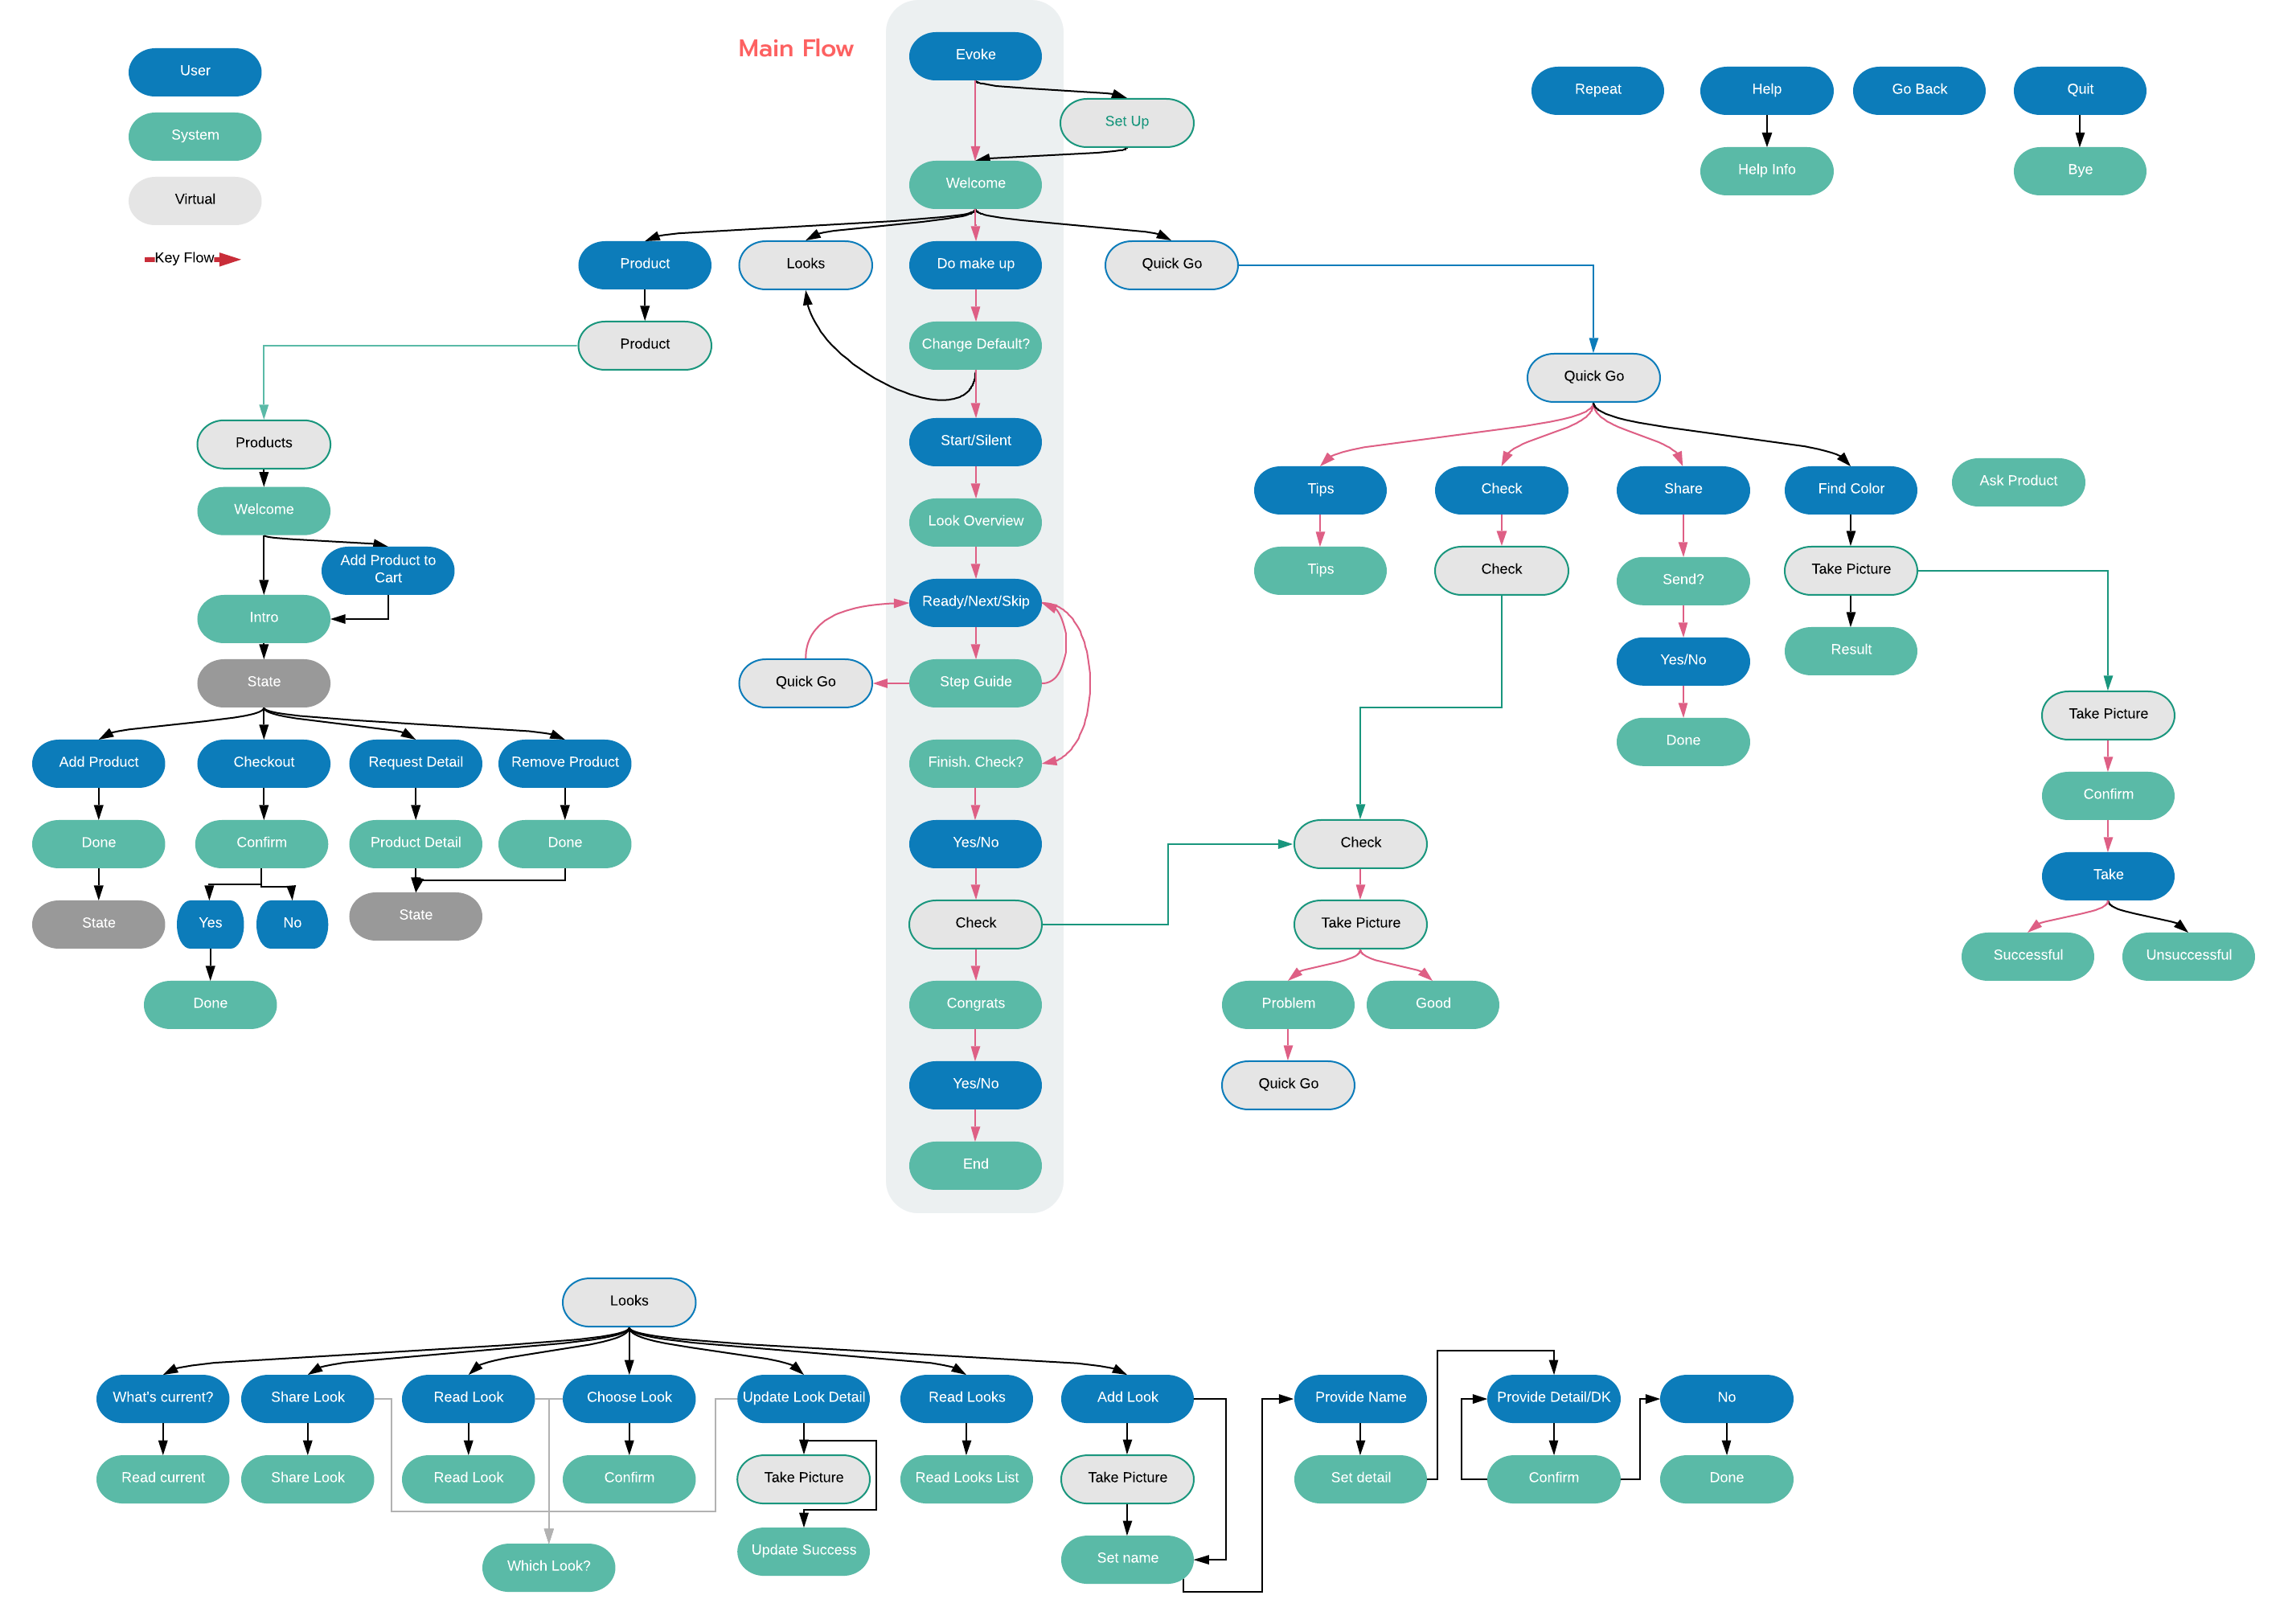 Main Flow
User
System
Virtual
Key Flow
Evoke
Set Up
Welcome
Repeat
Help
Go Back
Quit
Help Info
Bye
Product
Looks
Do make up
Quick Go
Product
Change Default?
Quick Go
Products
Start/Silent
Welcome
Look Overview
Tips
Check
Share
Find Color
Ask Product
Add Product to
Cart
Tips
Check
Send?
Take Picture
Intro
Ready/Next/Skip
Yes/No
Result
State
Quick Go
Step Guide
Done
Take Picture
Add Product
Checkout
Request Detail
Remove Product
Finish. Check?
Confirm
Done
Confirm
Product Detail
Done
Yes/No
Check
Take
State
Yes
No
State
Check
Take Picture
Successful
Unsuccessful
Done
Congrats
Problem
Good
Yes/No
Quick Go
End
Looks
What's current?
Share Look
Read Look
Choose Look
Update Look Detail
Read Looks
Add Look
Provide Name
Provide Detail/DK
No
Read current
Share Look
Read Look
Confirm
Take Picture
Read Looks List
Take Picture
Set detail
Confirm
Done
Which Look?
Update Success
Set name